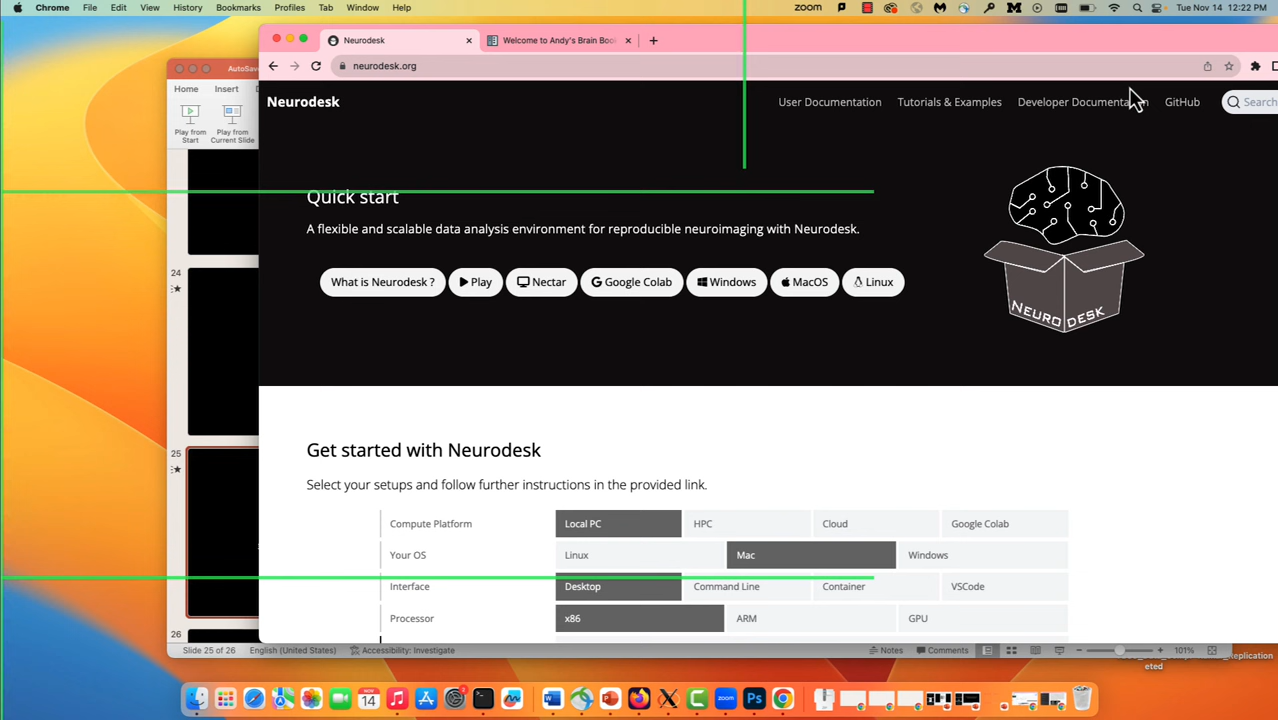 Chrome File Edit View History Bookmarks Profiles Tab Window Help zoom Tue Nov 14 12:22 PM
Neurodesk
Welcome to Andy's Brain Boo
AutoSav
neurodesk.org
Home Insert
Play from
Start
Play from
Current Slide
Neurodesk
User Documentation Tutorials & Examples Developer Documenta GitHub Search
Quick start
A flexible and scalable data analysis environment for reproducible neuroimaging with Neurodesk.
What is Neurodesk ? Play Nectar Google Colab Windows MacOS Linux
NEURO DESK
24
25
26
Get started with Neurodesk
Select your setups and follow further instructions in the provided link.
Compute Platform Local PC HPC Cloud Google Colab
Your OS Linux Mac Windows
Interface Desktop Command Line Container VSCode
Processor x86 ARM GPU
Slide 25 of 26 English (United States) Accessibility: Investigate Notes Comments 101%
eted
NOV
14
zoom